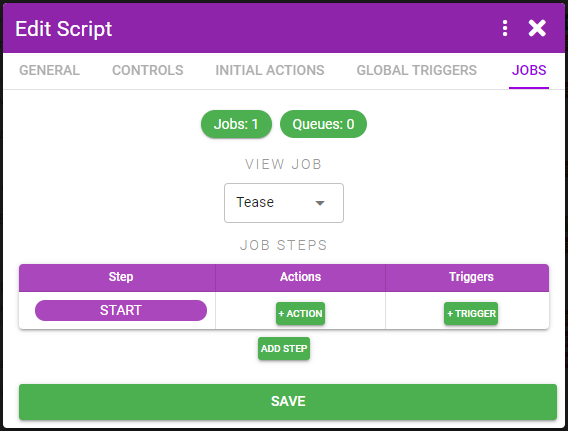 Edit Script
GENERAL CONTROLS INITIAL ACTIONS GLOBAL TRIGGERS JOBS
Jobs: 1 Queues: 0
VIEW JOB
Tease
JOB STEPS
Step Actions Triggers
START + ACTION + TRIGGER
ADD STEP
SAVE